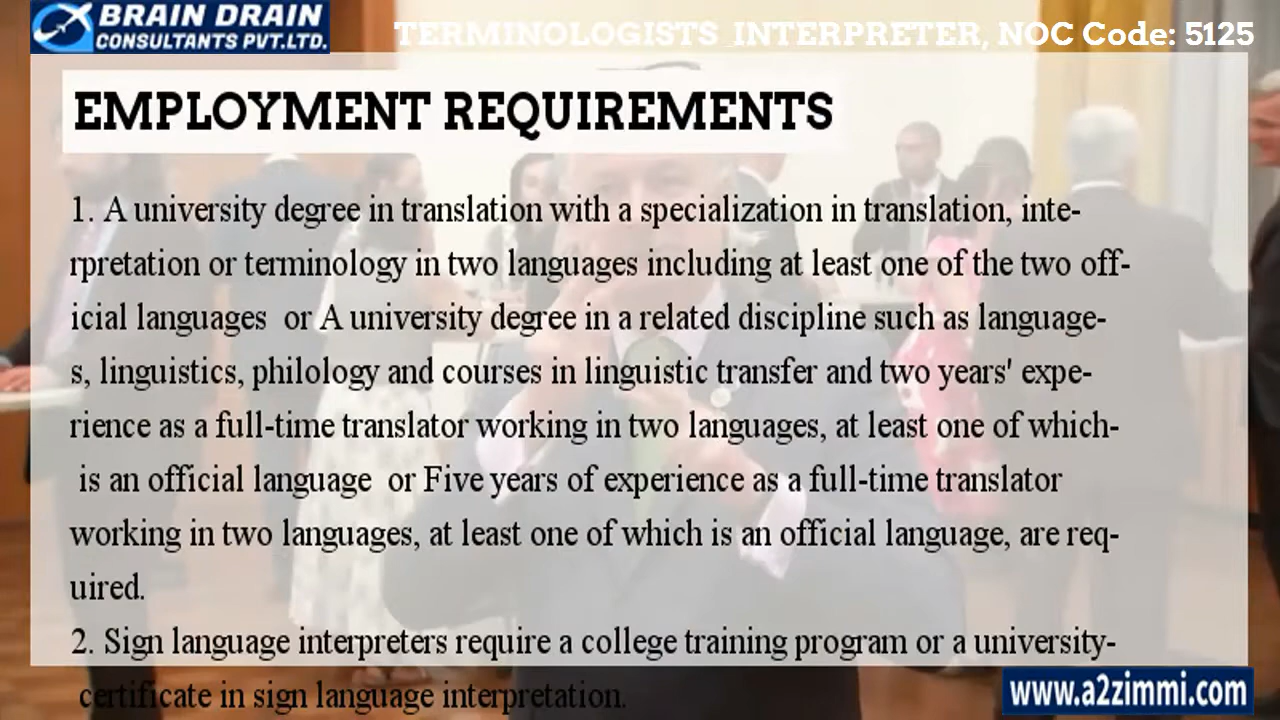 BRAIN DRAIN
CONSULTANTS PVT.LTD.
TERMINOLOGISTS INTERPRETER, NOC Code: 5125
EMPLOYMENT REQUIREMENTS
1. A university degree in translation with a specialization in translation, inte-
rpretation or terminology in two languages including at least one of the two off-
icial languages  or A university degree in a related discipline such as language-
s, linguistics, philology and courses in linguistic transfer and two years' expe-
rience as a full-time translator working in two languages, at least one of which-
is an official language  or Five years of experience as a full-time translator
working in two languages, at least one of which is an official language, are req-
uired.
2. Sign language interpreters require a college training program or a university-
certificate in sign language interpretation.
www.a2zimmi.com